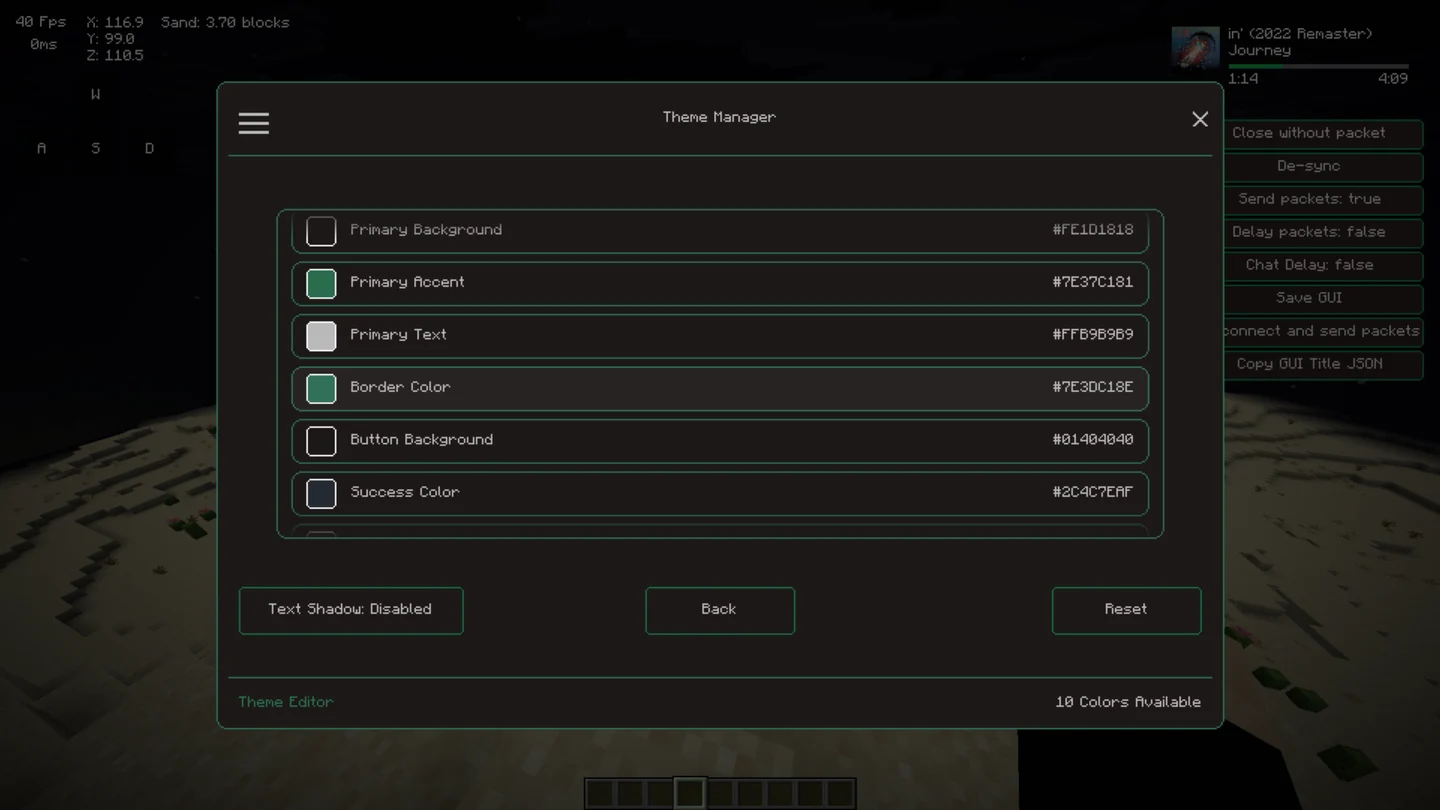 40 Fps
0ms
X: 116.9
Y: 99.0
Z: 110.5
Sand: 3.70 blocks
W
A S D
in' (2022 Remaster)
Journey
1:14 4:09
Close without packet
De-sync
Send packets: true
Delay packets: false
Chat Delay: false
Save GUI
connect and send packets
Copy GUI Title JSON
Theme Manager
Primary Background #FE1D1818
Primary Accent #7E37C181
Primary Text #FFB9B9B9
Border Color #7E3DC18E
Button Background #01404040
Success Color #2C4C7EAF
Text Shadow: Disabled
Back
Reset
Theme Editor
10 Colors Available